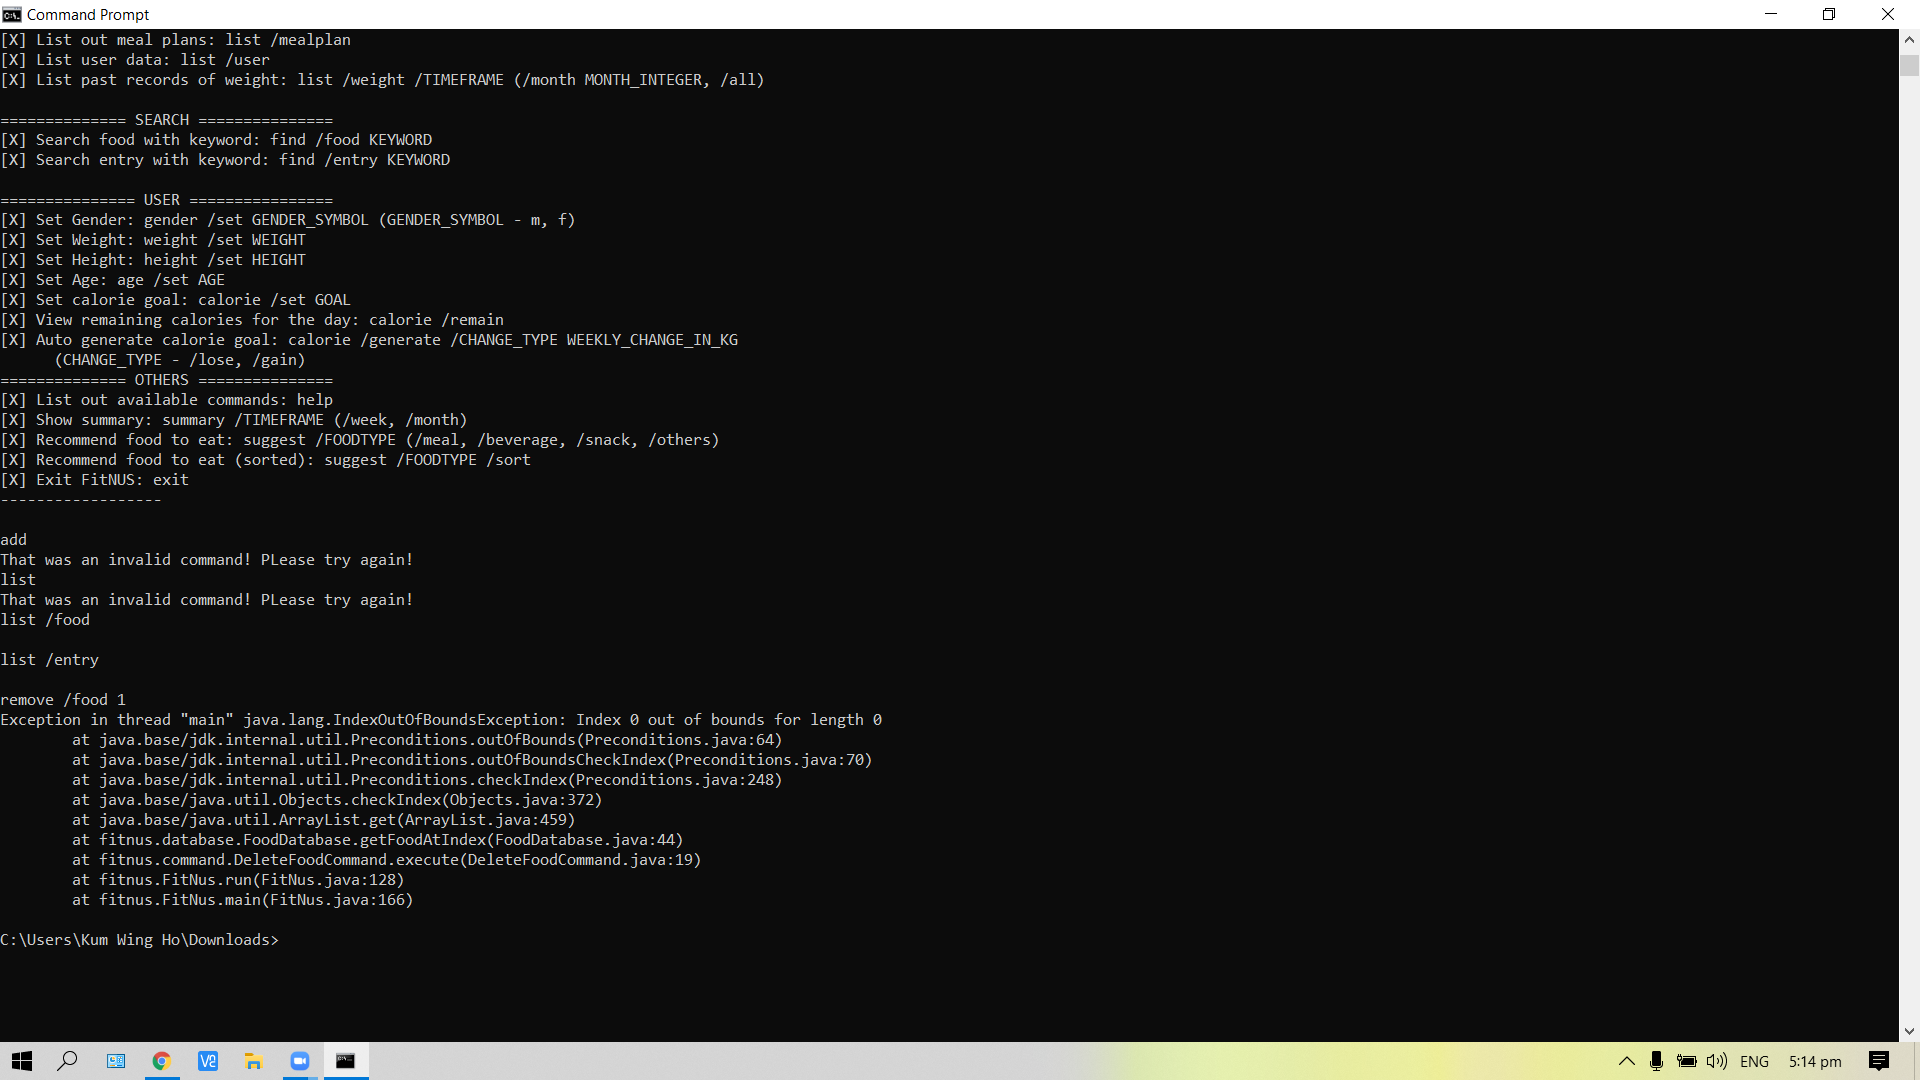 Command Prompt
[X] List out meal plans: list /mealplan
[X] List user data: list /user
[X] List past records of weight: list /weight /TIMEFRAME (/month MONTH_INTEGER, /all)
============== SEARCH ===============
[X] Search food with keyword: find /food KEYWORD
[X] Search entry with keyword: find /entry KEYWORD
=============== USER ================
[X] Set Gender: gender /set GENDER_SYMBOL (GENDER_SYMBOL - m, f)
[X] Set Weight: weight /set WEIGHT
[X] Set Height: height /set HEIGHT
[X] Set Age: age /set AGE
[X] Set calorie goal: calorie /set GOAL
[X] View remaining calories for the day: calorie /remain
[X] Auto generate calorie goal: calorie /generate /CHANGE_TYPE WEEKLY_CHANGE_IN_KG
      (CHANGE_TYPE - /lose, /gain)
============== OTHERS ===============
[X] List out available commands: help
[X] Show summary: summary /TIMEFRAME (/week, /month)
[X] Recommend food to eat: suggest /FOODTYPE (/meal, /beverage, /snack, /others)
[X] Recommend food to eat (sorted): suggest /FOODTYPE /sort
[X] Exit FitNUS: exit
------------------
add
That was an invalid command! PLease try again!
list
That was an invalid command! PLease try again!
list /food
list /entry
remove /food 1
Exception in thread "main" java.lang.IndexOutOfBoundsException: Index 0 out of bounds for length 0
        at java.base/jdk.internal.util.Preconditions.outOfBounds(Preconditions.java:64)
        at java.base/jdk.internal.util.Preconditions.outOfBoundsCheckIndex(Preconditions.java:70)
        at java.base/jdk.internal.util.Preconditions.checkIndex(Preconditions.java:248)
        at java.base/java.util.Objects.checkIndex(Objects.java:372)
        at java.base/java.util.ArrayList.get(ArrayList.java:459)
        at fitnus.database.FoodDatabase.getFoodAtIndex(FoodDatabase.java:44)
        at fitnus.command.DeleteFoodCommand.execute(DeleteFoodCommand.java:19)
        at fitnus.FitNus.run(FitNus.java:128)
        at fitnus.FitNus.main(FitNus.java:166)
C:\Users\Kum Wing Ho\Downloads>
ENG 5:14 pm